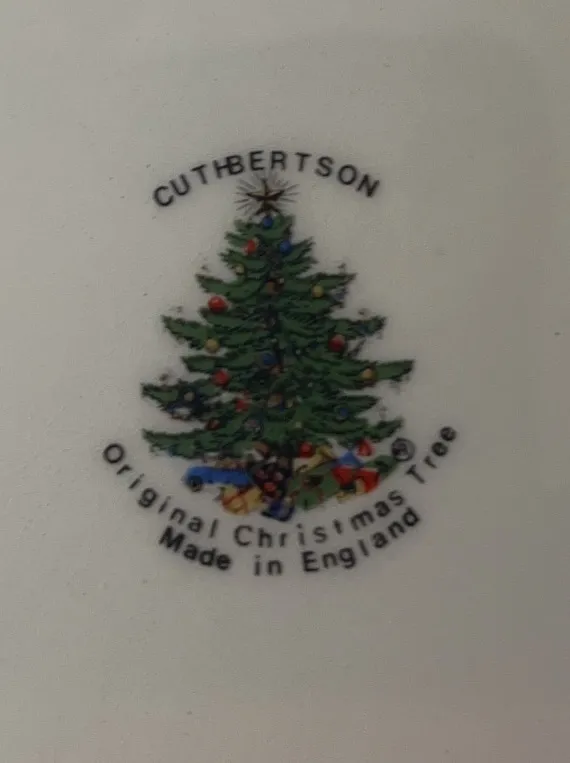 CUTHBERTSON
®
Original Christmas Tree
Made in England